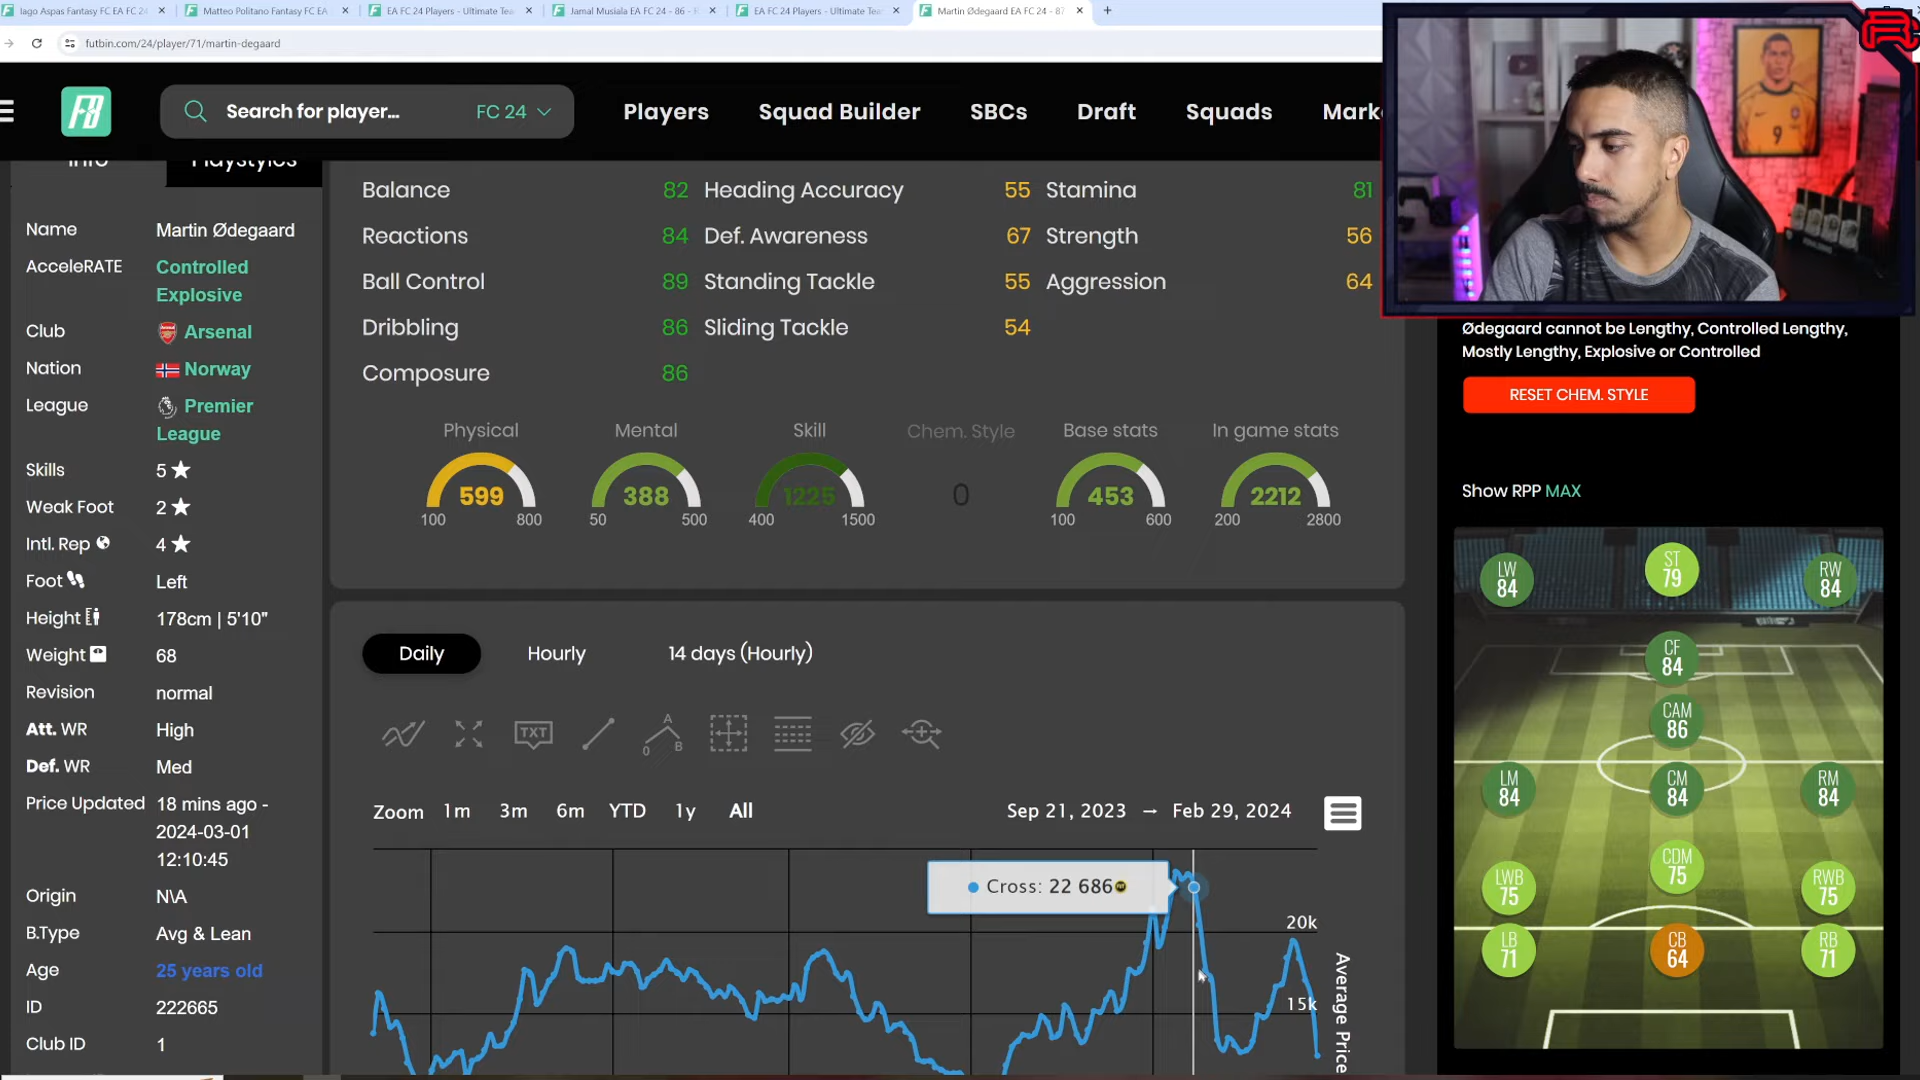 Iago Aspas Fantasy FC EA FC 24
Matteo Politano Fantasy FC EA
EA FC 24 Players - Ultimate Tea
Jamal Musiala EA FC 24 - 86 -
EA FC 24 Players - Ultimate Tea
Martin Ødegaard EA FC 24 - 87
futbin.com/24/player/71/martin-degaard
Search for player...
FC 24
Players
Squad Builder
SBCs
Draft
Squads
Mark
Info
Playstyles
Name Martin Ødegaard
AcceleRATE Controlled
Explosive
Club Arsenal
Nation Norway
League Premier
League
Skills 5
Weak Foot 2
Intl. Rep 4
Foot Left
Height 178cm | 5'10"
Weight 68
Revision normal
Att. WR High
Def. WR Med
Price Updated 18 mins ago -
2024-03-01
12:10:45
Origin N\A
B.Type Avg & Lean
Age 25 years old
ID 222665
Club ID 1
Balance 82 Heading Accuracy 55 Stamina 81
Reactions 84 Def. Awareness 67 Strength 56
Ball Control 89 Standing Tackle 55 Aggression 64
Dribbling 86 Sliding Tackle 54
Composure 86
Physical Mental Skill Chem. Style Base stats In game stats
599 388 1225 0 453 2212
100 800 50 500 400 1500 100 600 200 2800
Daily Hourly 14 days (Hourly)
TXT
A
0 B
Zoom 1m 3m 6m YTD 1y All Sep 21, 2023 → Feb 29, 2024
Cross: 22 686
20k
15k
Average Price
9
Ødegaard cannot be Lengthy, Controlled Lengthy,
Mostly Lengthy, Explosive or Controlled
RESET CHEM. STYLE
Show RPP MAX
LW
84
ST
79
RW
84
CF
84
CAM
86
LM
84
CM
84
RM
84
CDM
75
LWB
75
RWB
75
LB
71
CB
64
RB
71